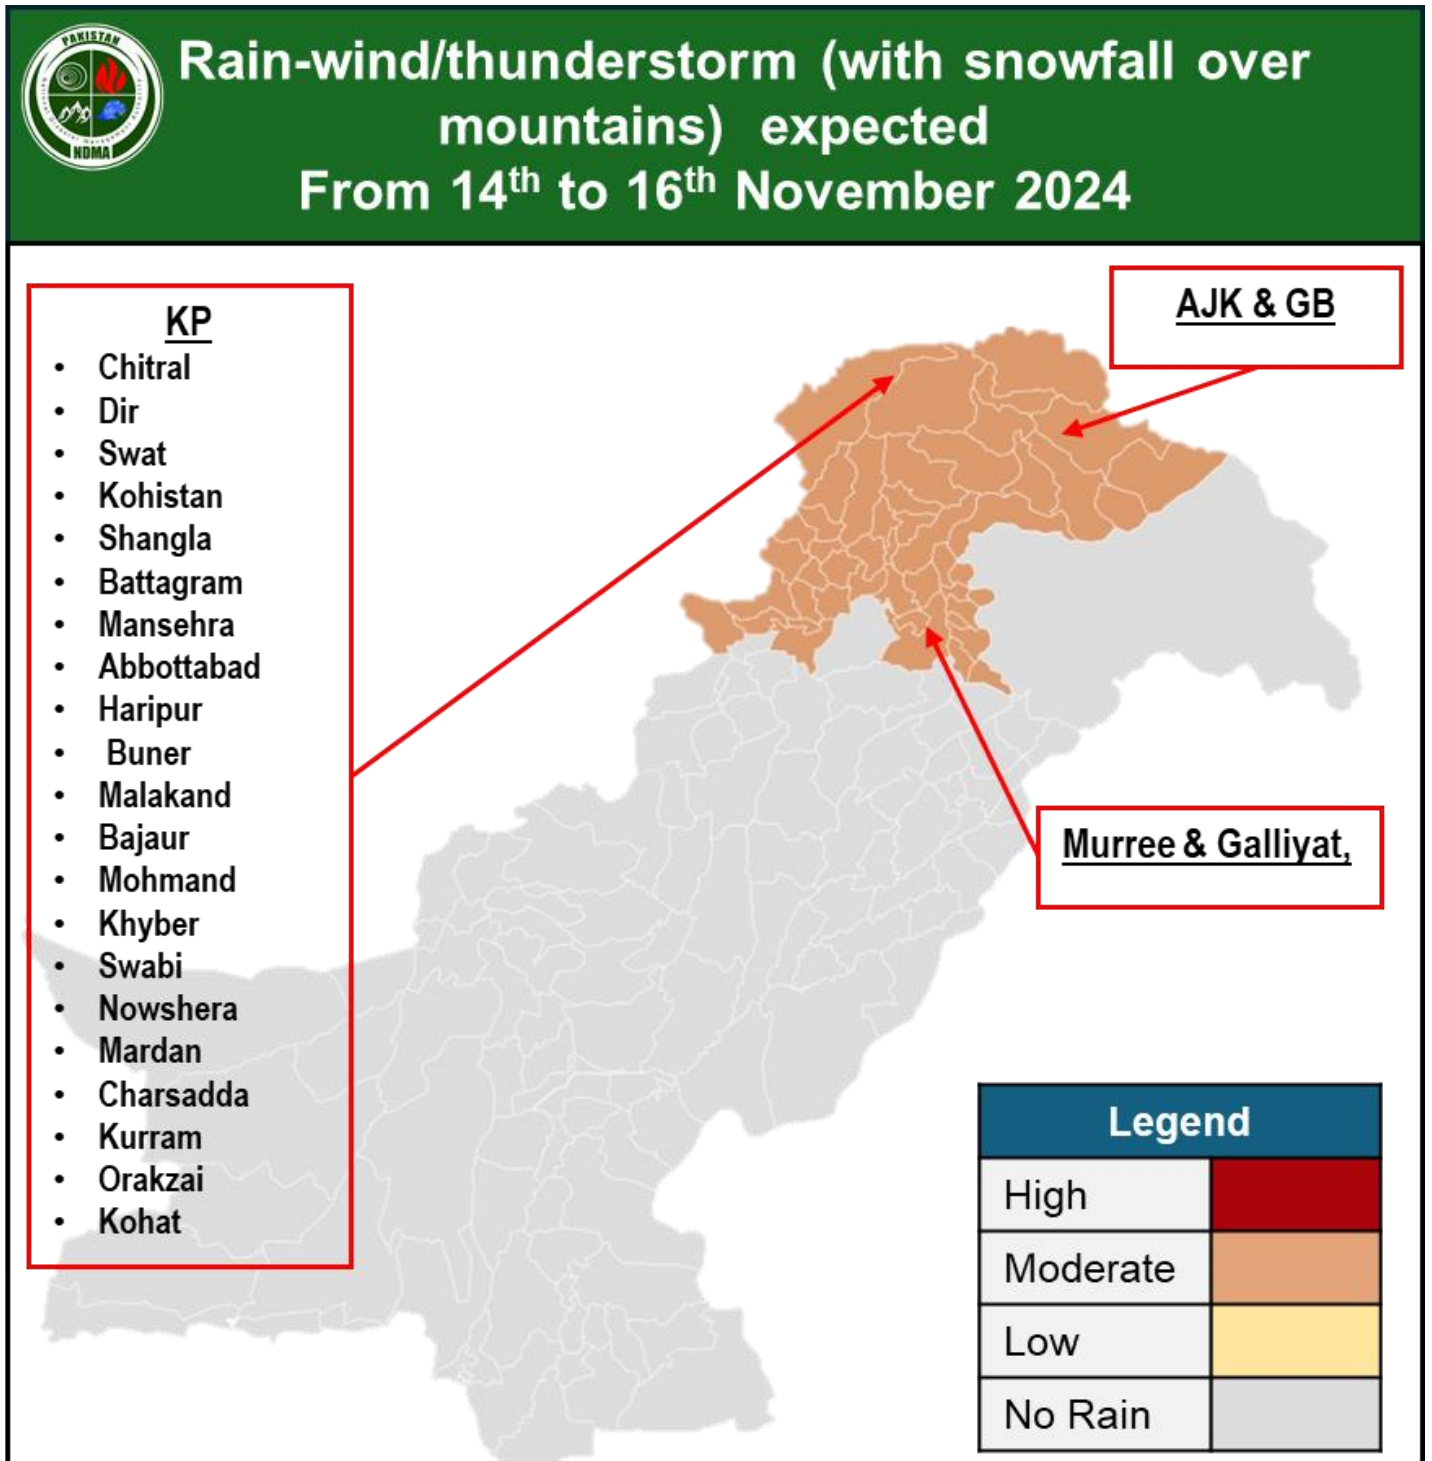 PAKISTAN
NDMA
Rain-wind/thunderstorm (with snowfall over
mountains) expected
From 14th to 16th November 2024
KP
• Chitral
• Dir
• Swat
• Kohistan
• Shangla
• Battagram
• Mansehra
• Abbottabad
• Haripur
• Buner
• Malakand
• Bajaur
• Mohmand
• Khyber
• Swabi
• Nowshera
• Mardan
• Charsadda
• Kurram
• Orakzai
• Kohat
AJK & GB
Murree & Galliyat,
Legend
High
Moderate
Low
No Rain